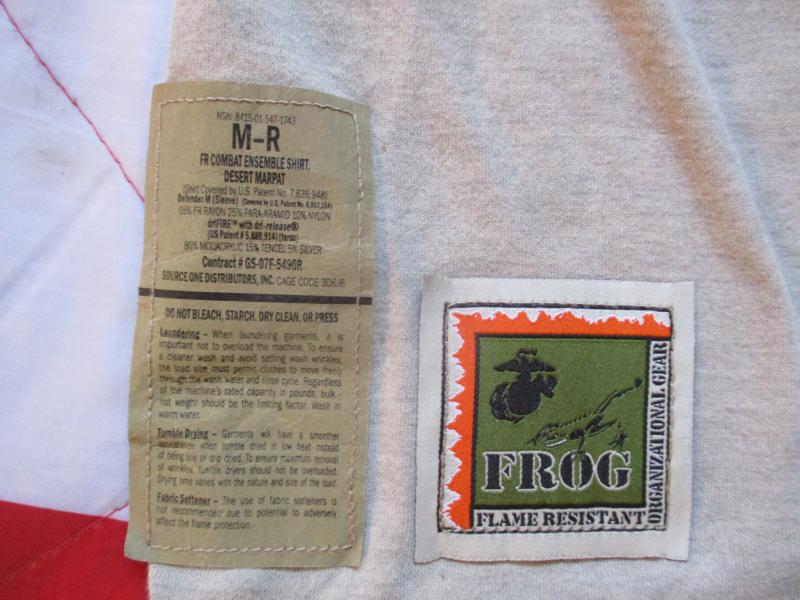 NSN: 8415-01-547-1743
M-R
FR COMBAT ENSEMBLE SHIRT,
DESERT MARPAT
(Shirt Covered by U.S. Patent No. 7,636,948)
Defender M (Sleeve) (Covered by U.S. Patent No.
65% FR RAYON 25% PARA-ARAMID 10% NYLON
driFIRE™ with dri-release®
(US Patent # 5,888,914) (torso)
80% MODACRYLIC 15% TENCEL 5% SILVER
Contract # GS-07F-5490R
SOURCE ONE DISTRIBUTORS, INC. CAGE CODE 3D6J6
DO NOT BLEACH, STARCH, DRY CLEAN, OR PRESS
Laundering – When laundering garments, it is
important not to overload the machine. To ensure
a cleaner wash and avoid setting wash wrinkles,
the load size must permit clothes to move freely
through the wash water and rinse cycle. Regardless
of the machine's rated capacity in pounds, bulk -
not weight should be the limiting factor. Wash in
warm water.
Tumble Drying – Garments will have a smoother
appearance when tumble dried in low heat instead
of being line or drip dried. To ensure maximum removal
of wrinkles, tumble dryers should not be overloaded.
Drying time varies with the nature and size of the load.
Fabric Softener – The use of fabric softeners is
not recommended due to potential to adversely
affect the flame protection.
FROG
FLAME RESISTANT
ORGANIZATIONAL GEAR